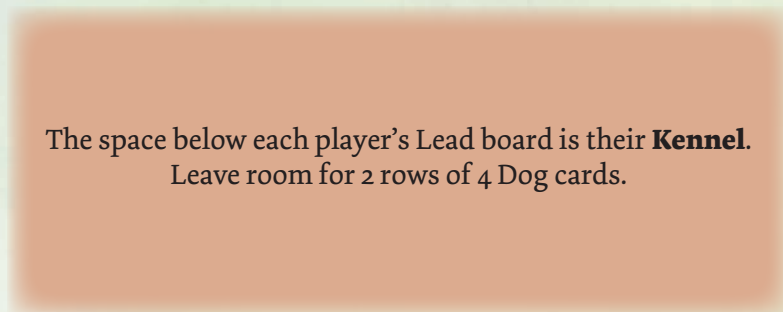 The space below each player’s Lead board is their Kennel.
Leave room for 2 rows of 4 Dog cards.